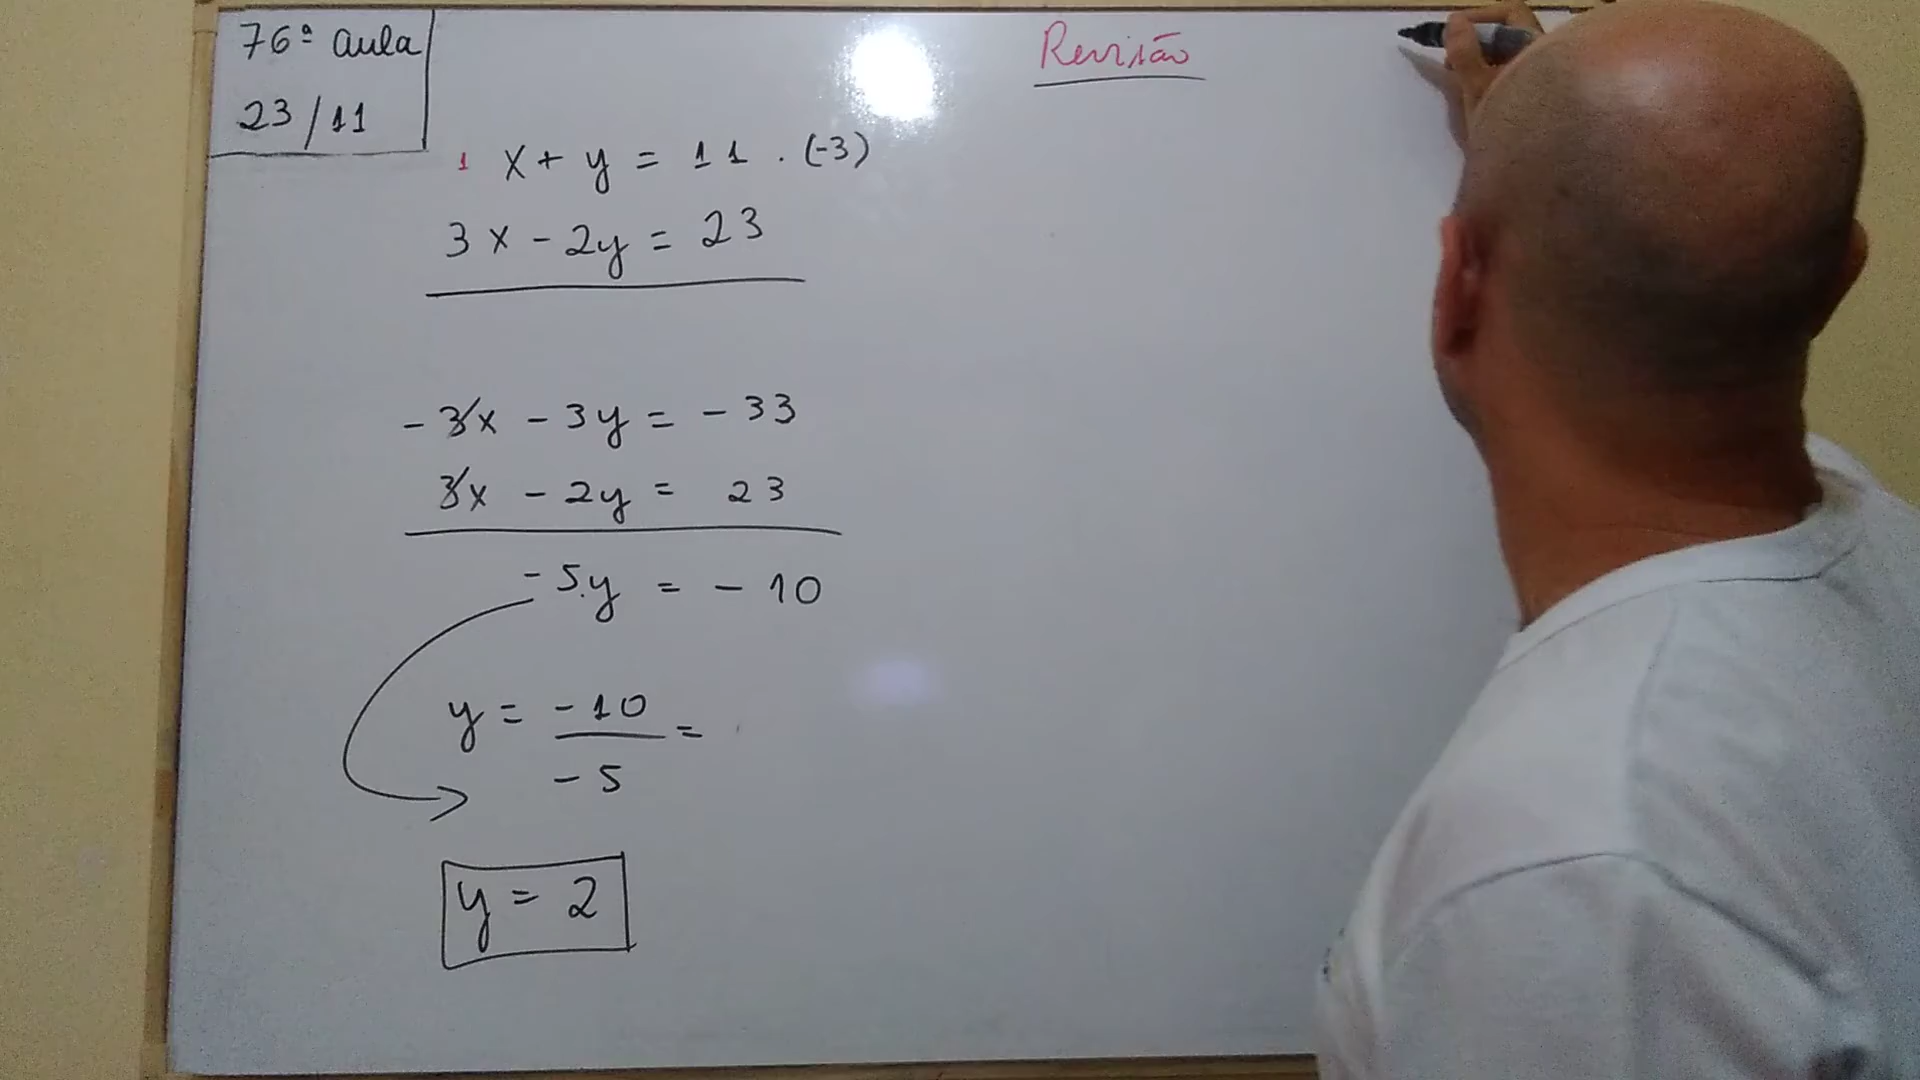 76ª aula
23/11
Revisão
1 x + y = 11 . (-3)
3x - 2y = 23
- 3x - 3y = - 33
3x - 2y = 23
- 5.y = - 10
y = -10 =
- 5
y = 2